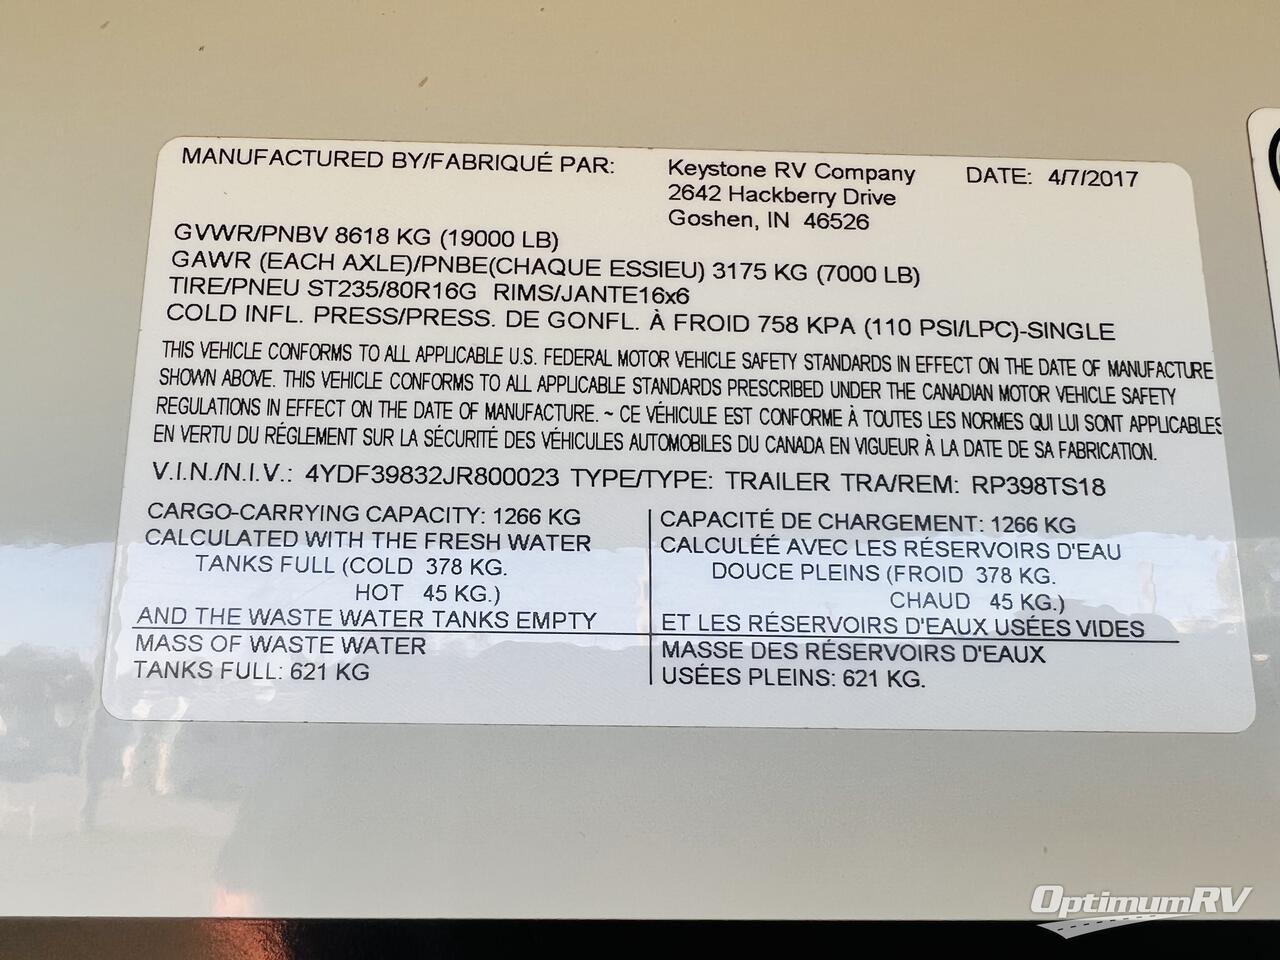 MANUFACTURED BY/FABRIQUÉ PAR: Keystone RV Company DATE: 4/7/2017
2642 Hackberry Drive
Goshen, IN 46526
GVWR/PNBV 8618 KG (19000 LB)
GAWR (EACH AXLE)/PNBE(CHAQUE ESSIEU) 3175 KG (7000 LB)
TIRE/PNEU ST235/80R16G RIMS/JANTE16x6
COLD INFL. PRESS/PRESS. DE GONFL. À FROID 758 KPA (110 PSI/LPC)-SINGLE
THIS VEHICLE CONFORMS TO ALL APPLICABLE U.S. FEDERAL MOTOR VEHICLE SAFETY STANDARDS IN EFFECT ON THE DATE OF MANUFACTURE
SHOWN ABOVE. THIS VEHICLE CONFORMS TO ALL APPLICABLE STANDARDS PRESCRIBED UNDER THE CANADIAN MOTOR VEHICLE SAFETY
REGULATIONS IN EFFECT ON THE DATE OF MANUFACTURE. ~ CE VÉHICULE EST CONFORME À TOUTES LES NORMES QUI LUI SONT APPLICABLES
EN VERTU DU RÉGLEMENT SUR LA SÉCURITÉ DES VÉHICULES AUTOMOBILES DU CANADA EN VIGUEUR À LA DATE DE SA FABRICATION.
V.I.N./N.I.V.: 4YDF39832JR800023 TYPE/TYPE: TRAILER TRA/REM: RP398TS18
CARGO-CARRYING CAPACITY: 1266 KG
CALCULATED WITH THE FRESH WATER
TANKS FULL (COLD 378 KG.
HOT 45 KG.)
AND THE WASTE WATER TANKS EMPTY
MASS OF WASTE WATER
TANKS FULL: 621 KG
CAPACITÉ DE CHARGEMENT: 1266 KG
CALCULÉÉ AVEC LES RÉSERVOIRS D'EAU
DOUCE PLEINS (FROID 378 KG.
CHAUD 45 KG.)
ET LES RÉSERVOIRS D'EAUX USÉES VIDES
MASSE DES RÉSERVOIRS D'EAUX
USÉES PLEINS: 621 KG.
OptimumRV